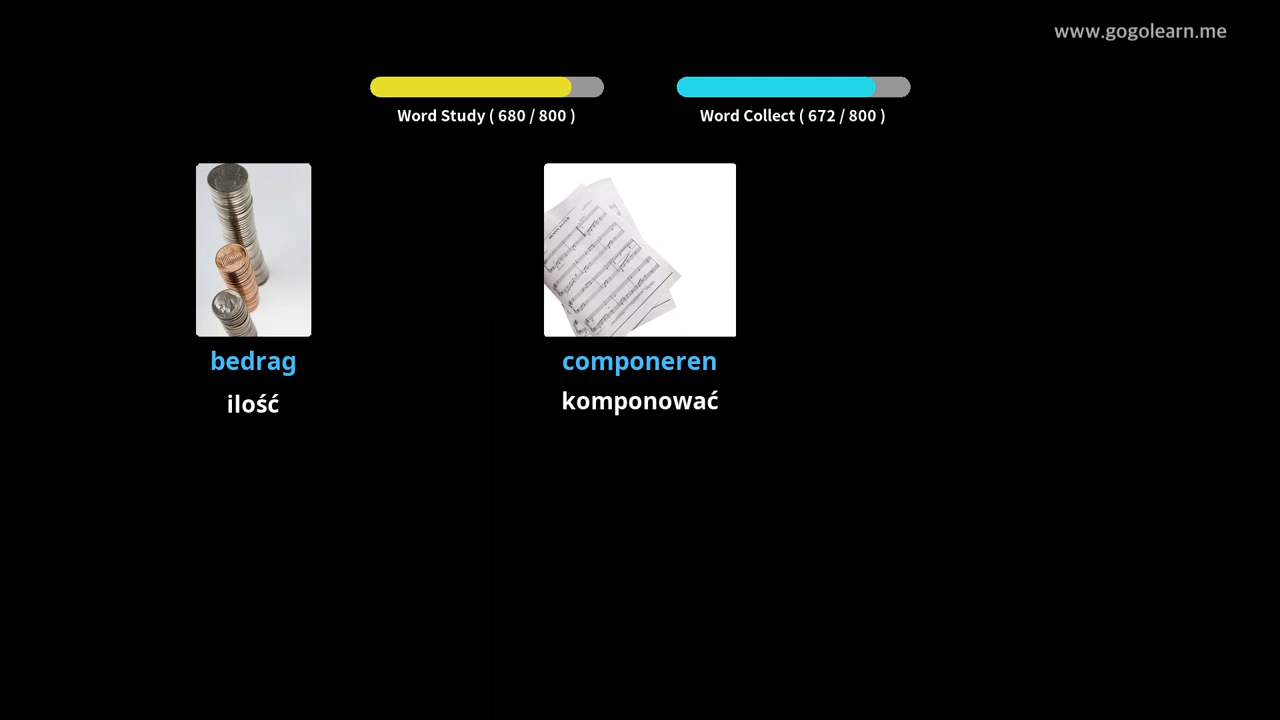 www.gogolearn.me
Word Study ( 680 / 800 )
Word Collect ( 672 / 800 )
bedrag
ilość
componeren
komponować